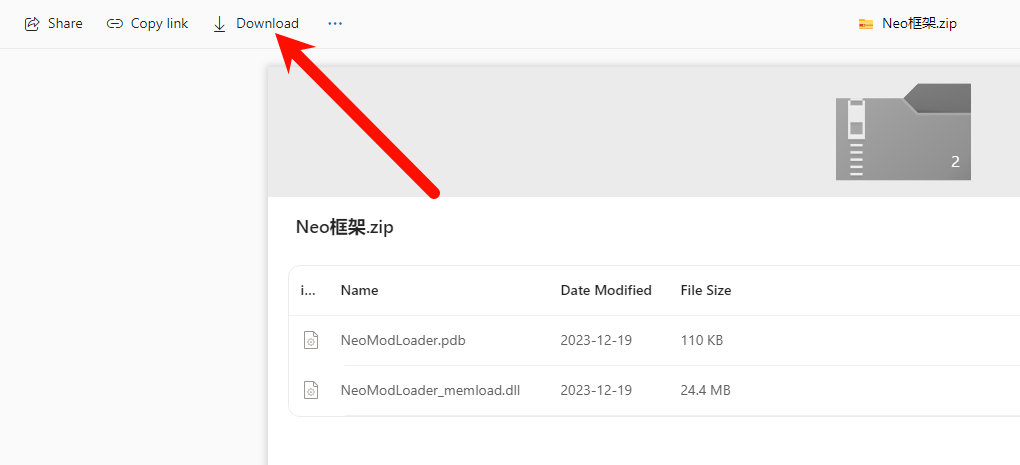 Share Copy link Download ... Neo框架.zip
2
Neo框架.zip
i... Name Date Modified File Size
NeoModLoader.pdb 2023-12-19 110 KB
NeoModLoader_memload.dll 2023-12-19 24.4 MB